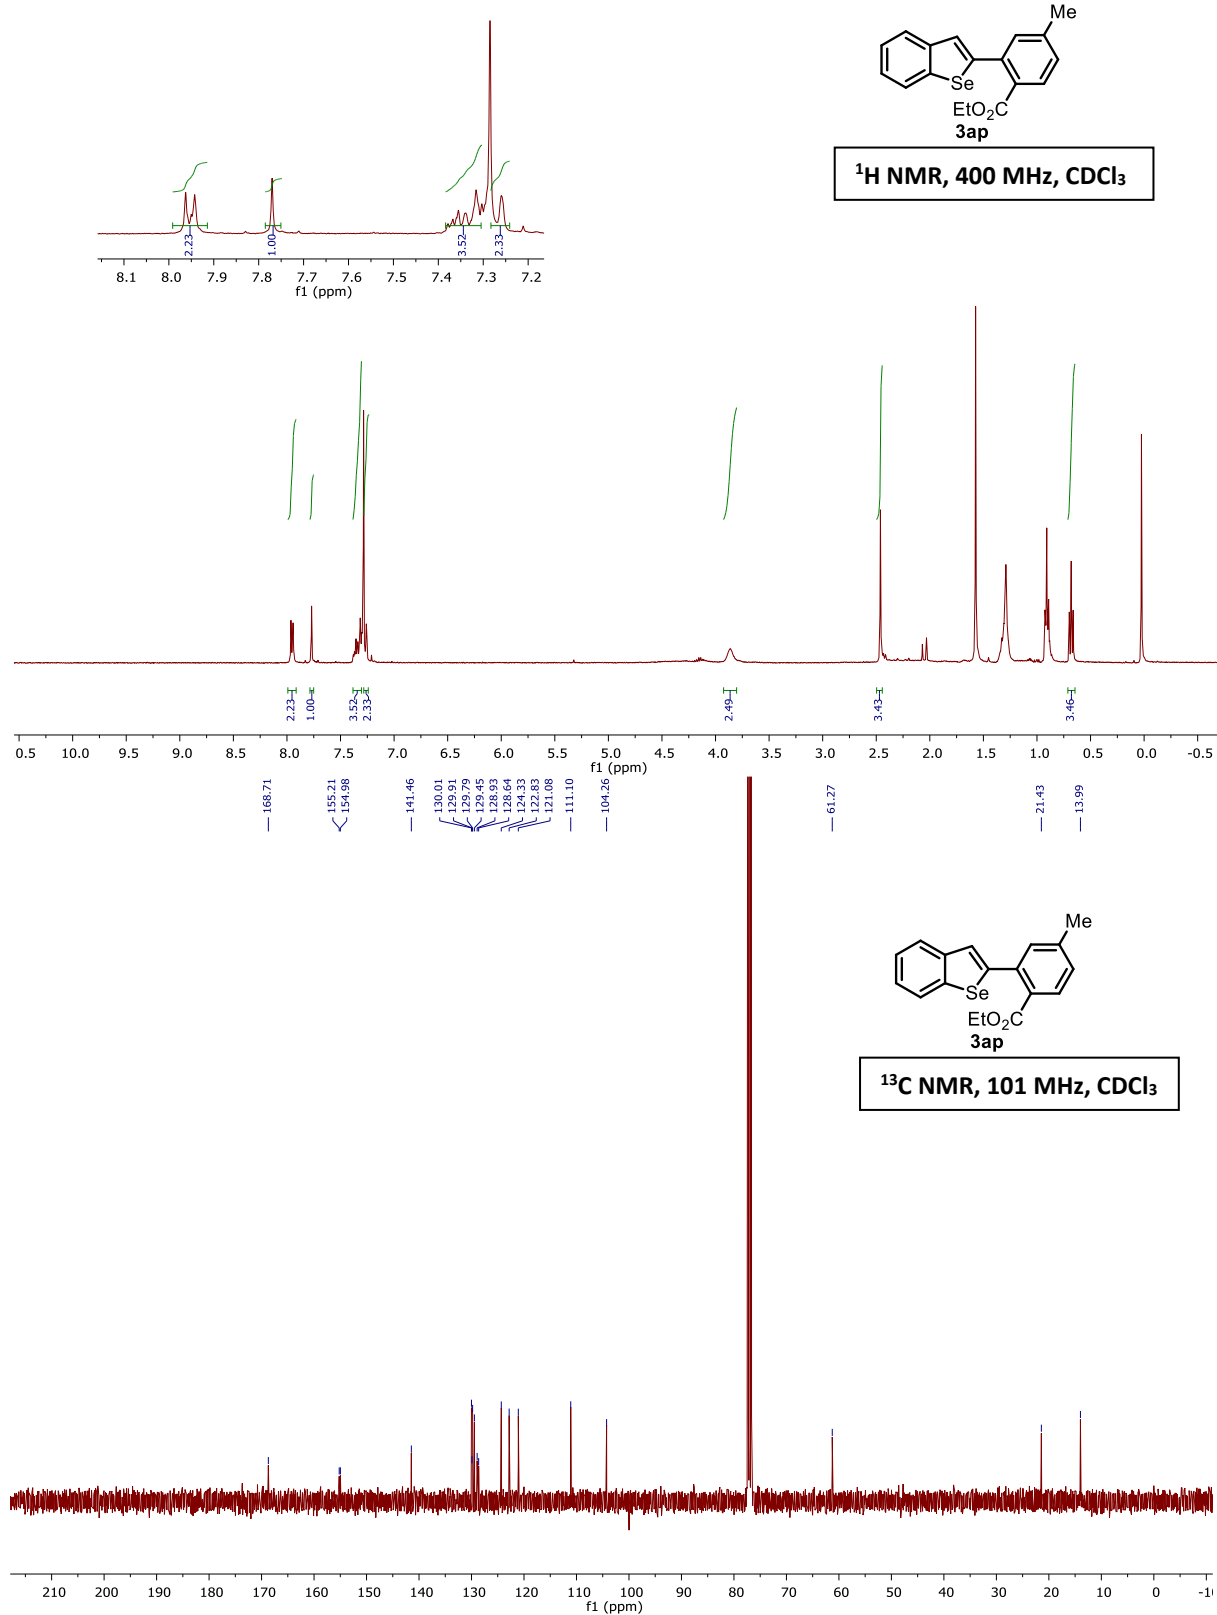 Me
Se
EtO₂C
3ap
¹H NMR, 400 MHz, CDCl₃
2.23
1.00
3.52
2.33
8.1 8.0 7.9 7.8 7.7 7.6 7.5 7.4 7.3 7.2
f1 (ppm)
2.23
1.00
3.52
2.33
2.49
3.43
3.46
0.5 10.0 9.5 9.0 8.5 8.0 7.5 7.0 6.5 6.0 5.5 5.0 4.5 4.0 3.5 3.0 2.5 2.0 1.5 1.0 0.5 0.0 -0.5
f1 (ppm)
168.71
155.21
154.98
141.46
130.01
129.91
129.79
129.45
128.93
128.64
124.33
122.83
121.08
111.10
104.26
61.27
21.43
13.99
Me
Se
EtO₂C
3ap
¹³C NMR, 101 MHz, CDCl₃
210 200 190 180 170 160 150 140 130 120 110 100 90 80 70 60 50 40 30 20 10 0 -10
f1 (ppm)